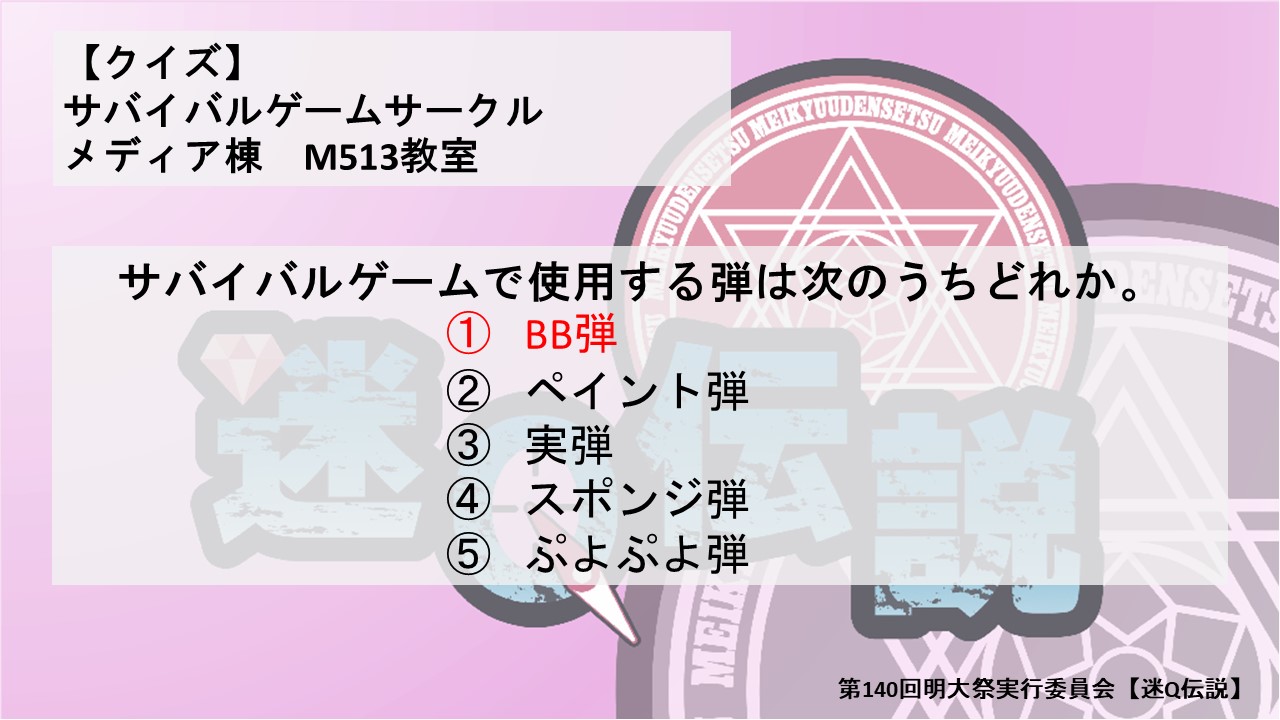 【クイズ】
サバイバルゲームサークル
メディア棟　M513教室
MEIKYUUDENSETSU MEIKYUUDENSETSU MEIKYUUDENSETSU
サバイバルゲームで使用する弾は次のうちどれか。
① BB弾
② ペイント弾
③ 実弾
④ スポンジ弾
⑤ ぷよぷよ弾
迷Q伝説
第140回明大祭実行委員会【迷Q伝説】